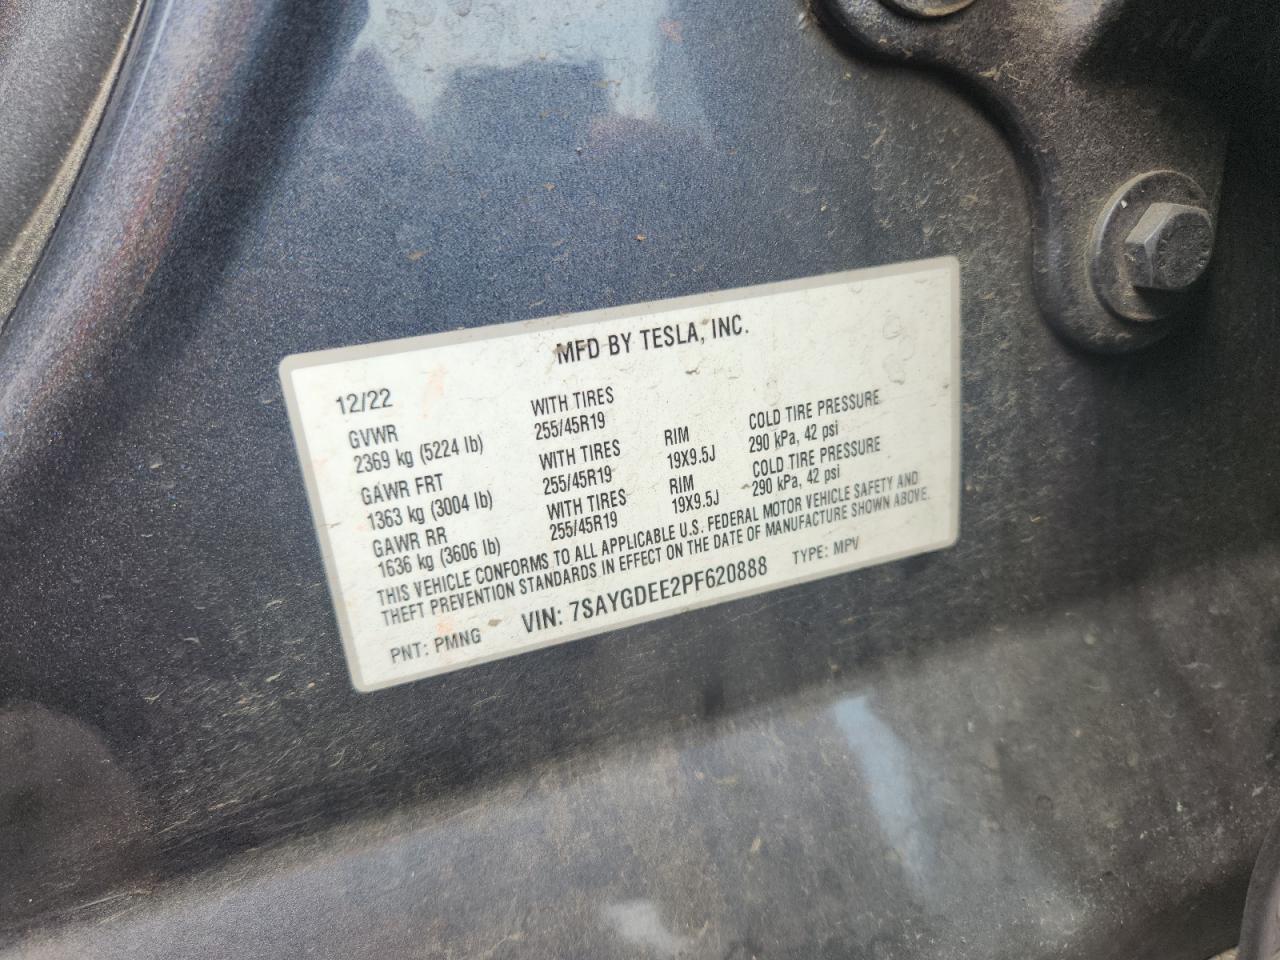 MFD BY TESLA, INC.
12/22
GVWR WITH TIRES
2369 kg (5224 lb) 255/45R19
GAWR FRT WITH TIRES RIM COLD TIRE PRESSURE
1363 kg (3004 lb) 255/45R19 19X9.5J 290 kPa, 42 psi
GAWR RR WITH TIRES RIM COLD TIRE PRESSURE
1636 kg (3606 lb) 255/45R19 19X9.5J 290 kPa, 42 psi
THIS VEHICLE CONFORMS TO ALL APPLICABLE U.S. FEDERAL MOTOR VEHICLE SAFETY AND
THEFT PREVENTION STANDARDS IN EFFECT ON THE DATE OF MANUFACTURE SHOWN ABOVE.
PNT: PMNG VIN: 7SAYGDEE2PF620888 TYPE: MPV